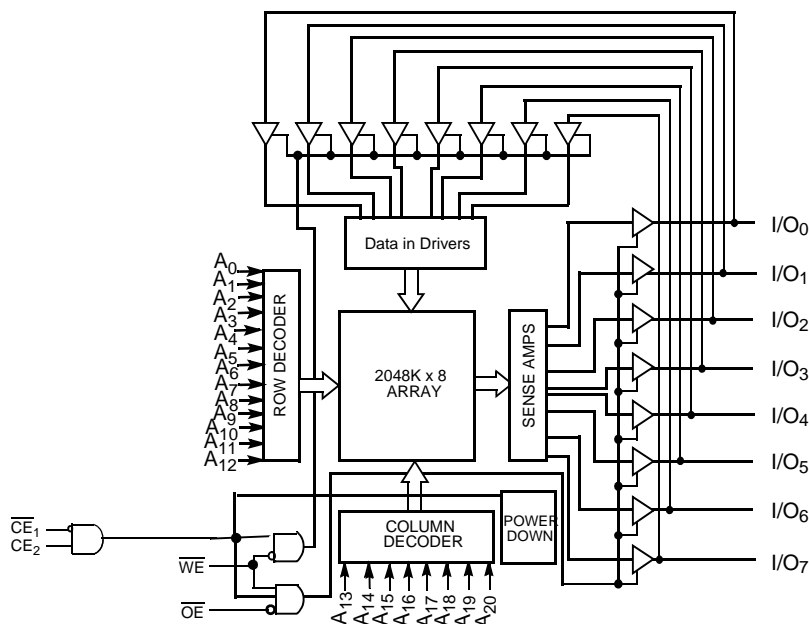 Data in Drivers
A0
A1
A2
A3
A4
A5
A6
A7
A8
A9
A10
A11
A12
ROW DECODER
2048K x 8
ARRAY
SENSE AMPS
I/O0
I/O1
I/O2
I/O3
I/O4
I/O5
I/O6
I/O7
COLUMN
DECODER
POWER
DOWN
CE1
CE2
WE
OE
A13
A14
A15
A16
A17
A18
A19
A20